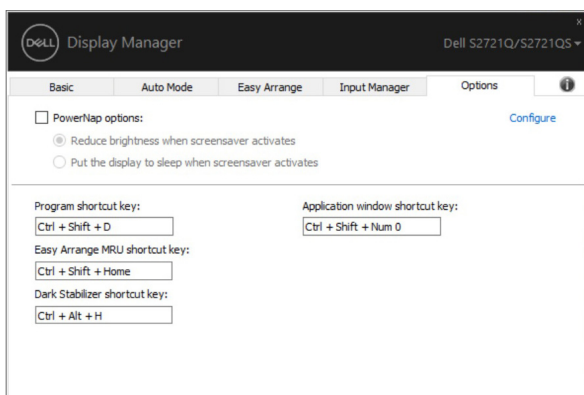 DELL Display Manager
Dell S2721Q/S2721QS
Basic Auto Mode Easy Arrange Input Manager Options
PowerNap options:
Configure
Reduce brightness when screensaver activates
Put the display to sleep when screensaver activates
Program shortcut key:
Ctrl + Shift + D
Application window shortcut key:
Ctrl + Shift + Num 0
Easy Arrange MRU shortcut key:
Ctrl + Shift + Home
Dark Stabilizer shortcut key:
Ctrl + Alt + H